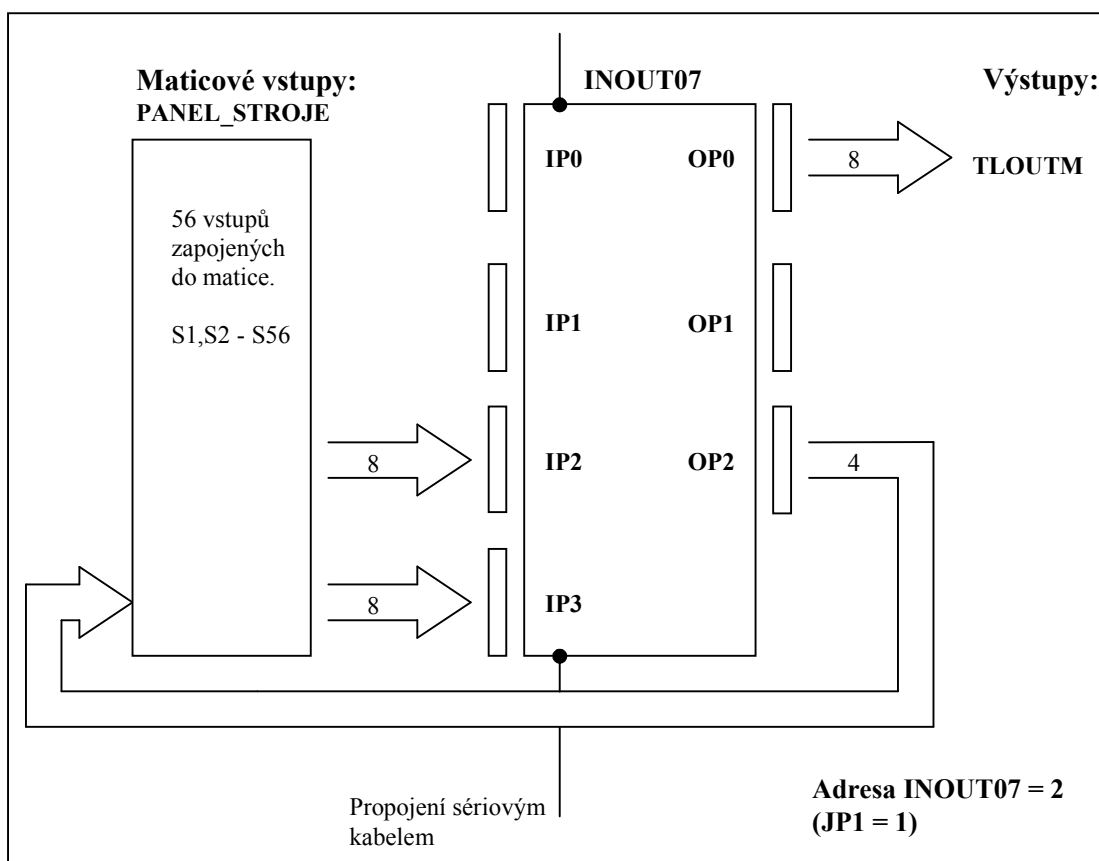 Maticové vstupy:
PANEL_STROJE
INOUT07
Výstupy:
56 vstupů
zapojených
do matice.
S1,S2 - S56
IP0
OP0
8
TLOUTM
IP1
OP1
8
IP2
OP2
4
8
IP3
Propojení sériovým
kabelem
Adresa INOUT07 = 2
(JP1 = 1)